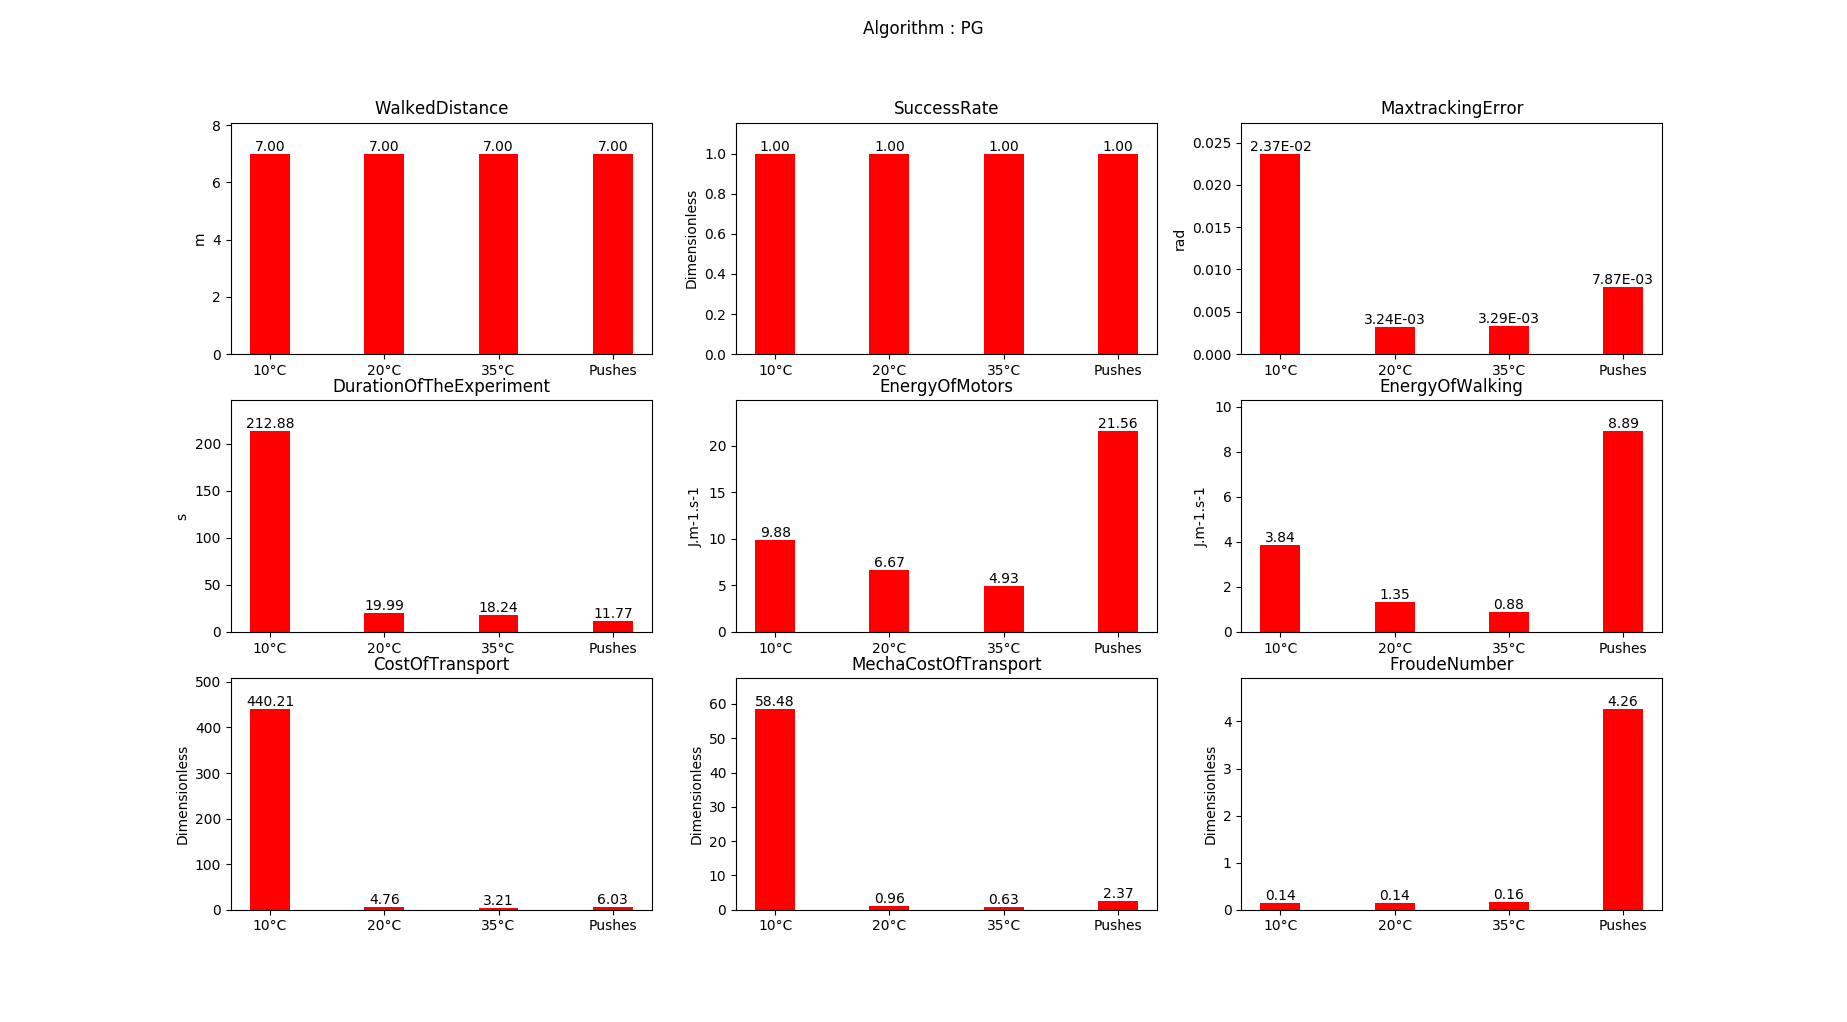 Algorithm : PG
WalkedDistance
m
8
6
4
2
0
7.00 7.00 7.00 7.00
10°C 20°C 35°C Pushes
SuccessRate
Dimensionless
1.0
0.8
0.6
0.4
0.2
0.0
1.00 1.00 1.00 1.00
10°C 20°C 35°C Pushes
MaxtrackingError
rad
0.025
0.020
0.015
0.010
0.005
0.000
2.37E-02 3.24E-03 3.29E-03 7.87E-03
10°C 20°C 35°C Pushes
DurationOfTheExperiment
s
200
150
100
50
0
212.88 19.99 18.24 11.77
10°C 20°C 35°C Pushes
EnergyOfMotors
J.m-1.s-1
20
15
10
5
0
9.88 6.67 4.93 21.56
10°C 20°C 35°C Pushes
EnergyOfWalking
J.m-1.s-1
10
8
6
4
2
0
3.84 1.35 0.88 8.89
10°C 20°C 35°C Pushes
CostOfTransport
Dimensionless
500
400
300
200
100
0
440.21 4.76 3.21 6.03
10°C 20°C 35°C Pushes
MechaCostOfTransport
Dimensionless
60
50
40
30
20
10
0
58.48 0.96 0.63 2.37
10°C 20°C 35°C Pushes
FroudeNumber
Dimensionless
4
3
2
1
0
0.14 0.14 0.16 4.26
10°C 20°C 35°C Pushes